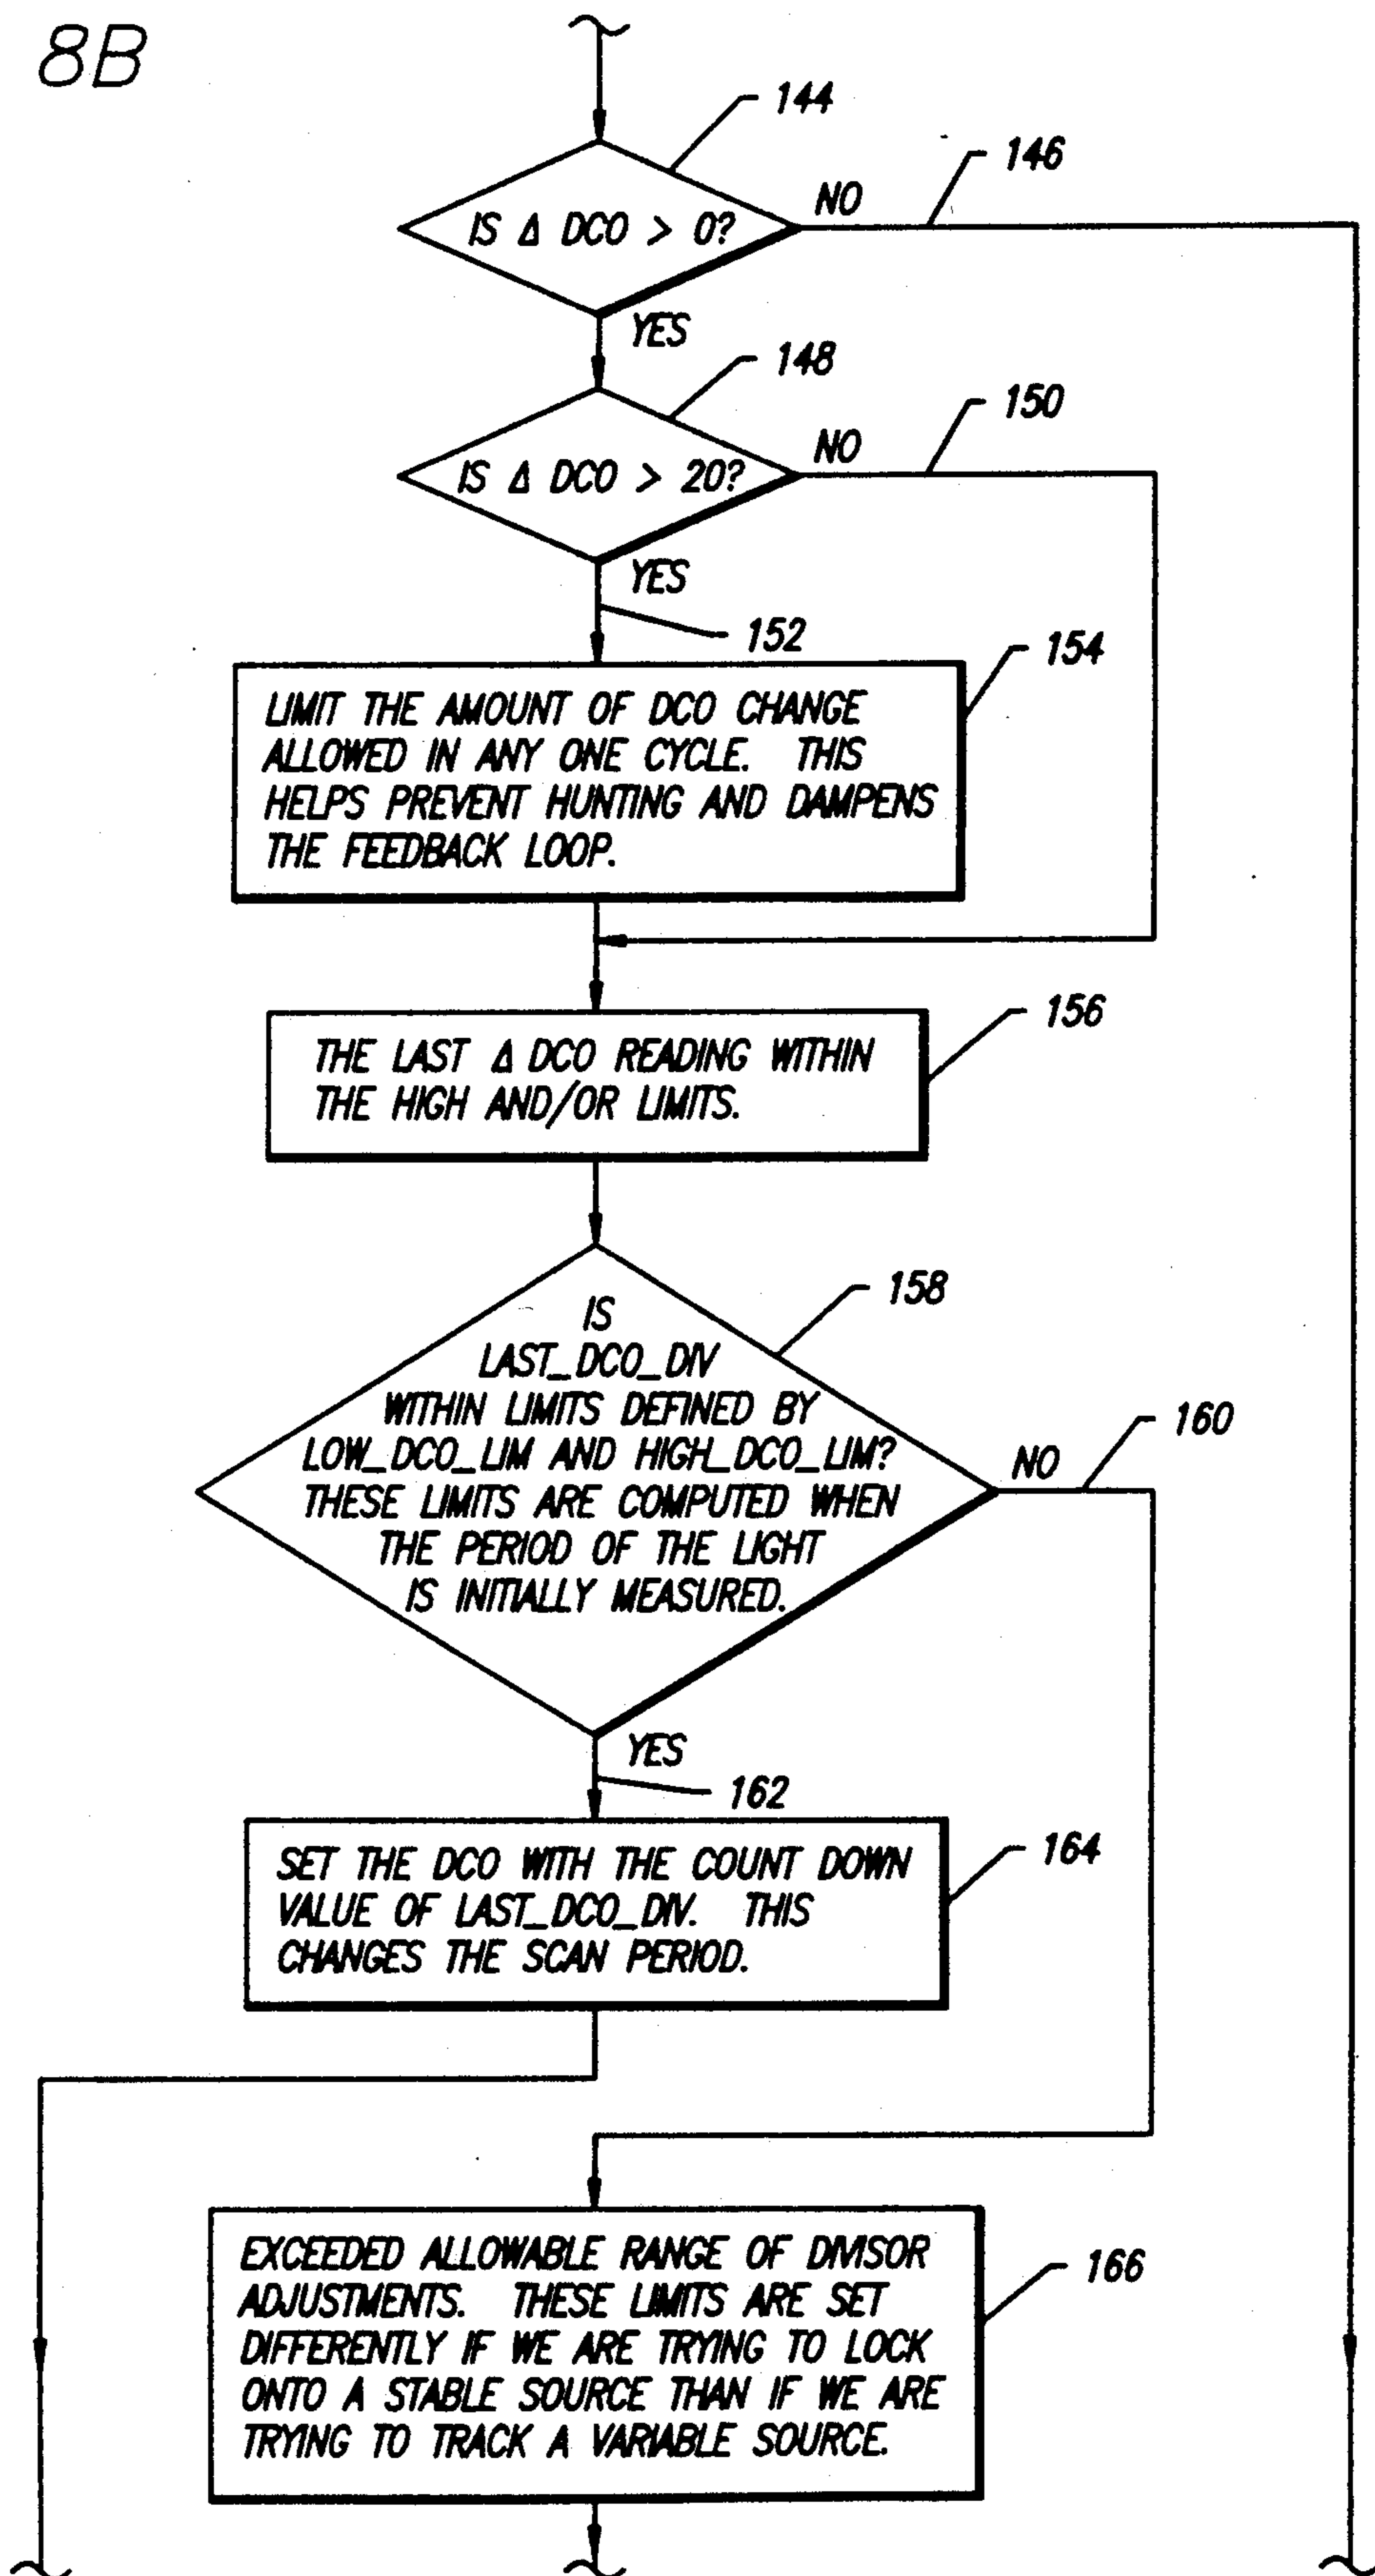 8B
144
146
IS Δ DCO > 0?
NO
YES
148
150
IS Δ DCO > 20?
NO
YES
152
154
LIMIT THE AMOUNT OF DCO CHANGE
ALLOWED IN ANY ONE CYCLE. THIS
HELPS PREVENT HUNTING AND DAMPENS
THE FEEDBACK LOOP.
156
THE LAST Δ DCO READING WITHIN
THE HIGH AND/OR LIMITS.
158
IS
LAST_DCO_DIV
WITHIN LIMITS DEFINED BY
LOW_DCO_LIM AND HIGH_DCO_LIM?
THESE LIMITS ARE COMPUTED WHEN
THE PERIOD OF THE LIGHT
IS INITIALLY MEASURED.
NO
160
YES
162
164
SET THE DCO WITH THE COUNT DOWN
VALUE OF LAST_DCO_DIV. THIS
CHANGES THE SCAN PERIOD.
166
EXCEEDED ALLOWABLE RANGE OF DIVISOR
ADJUSTMENTS. THESE LIMITS ARE SET
DIFFERENTLY IF WE ARE TRYING TO LOCK
ONTO A STABLE SOURCE THAN IF WE ARE
TRYING TO TRACK A VARIABLE SOURCE.